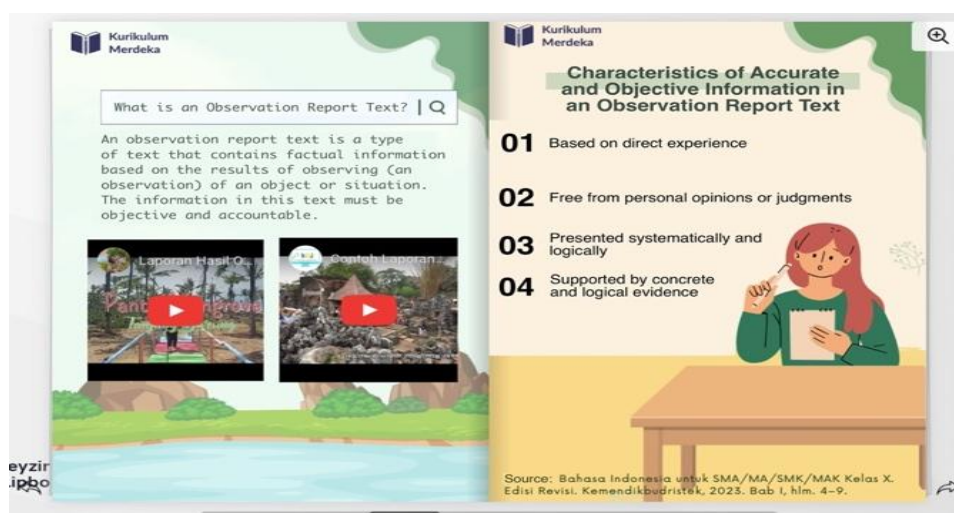 Kurikulum
Merdeka
What is an Observation Report Text?
An observation report text is a type
of text that contains factual information
based on the results of observing (an
observation) of an object or situation.
The information in this text must be
objective and accountable.
Laporan Hasil O...
Contoh Laporan...
Kurikulum
Merdeka
Characteristics of Accurate
and Objective Information in
an Observation Report Text
01 Based on direct experience
02 Free from personal opinions or judgments
03 Presented systematically and
logically
04 Supported by concrete
and logical evidence
Source: Bahasa Indonesia untuk SMA/MA/SMK/MAK Kelas X.
Edisi Revisi. Kemendikbudristek, 2023. Bab I, hlm. 4–9.
eyzir